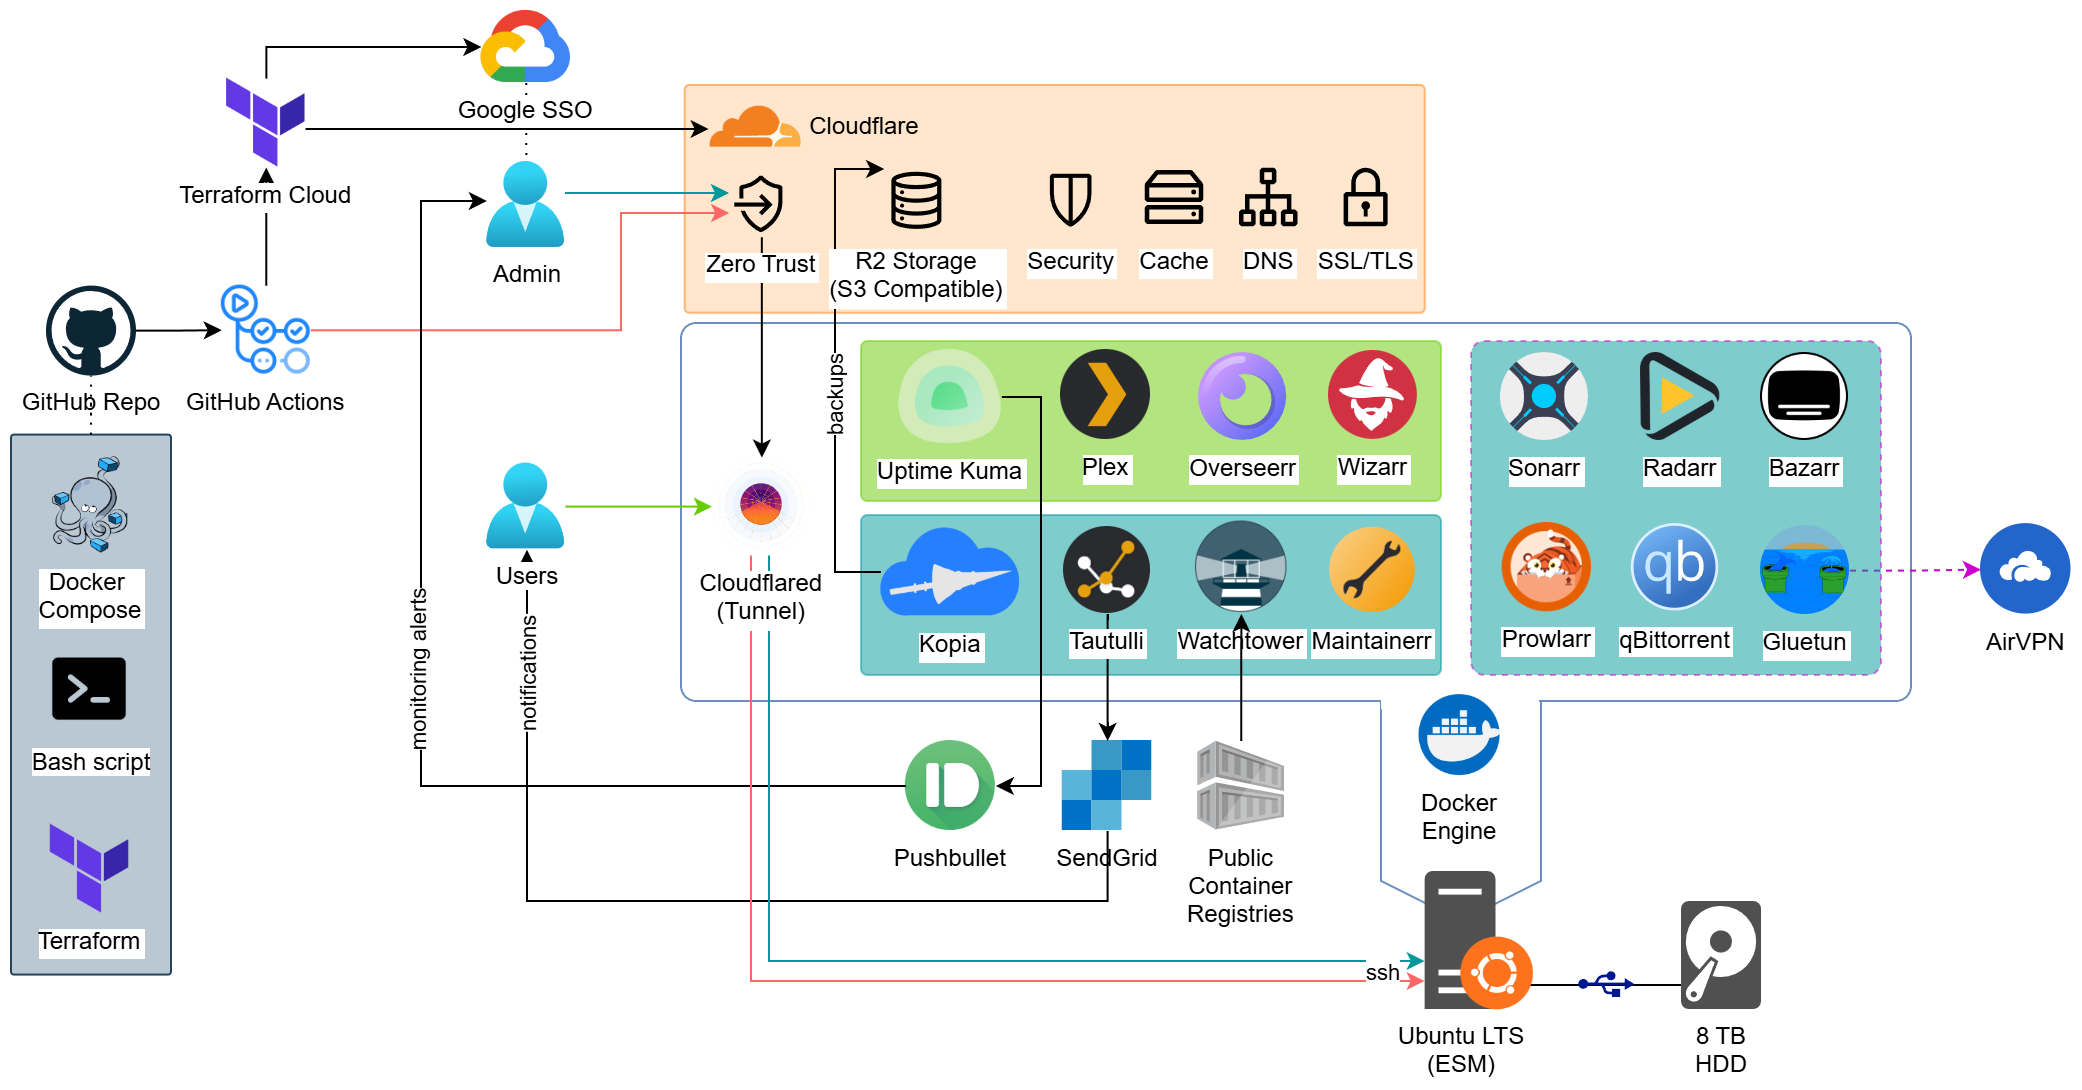 Google SSO
Cloudflare
Terraform Cloud
Admin
Zero Trust
R2 Storage
(S3 Compatible)
Security
Cache
DNS
SSL/TLS
GitHub Repo
GitHub Actions
backups
Uptime Kuma
Plex
Overseerr
Wizarr
Sonarr
Radarr
Bazarr
Docker
Compose
Users
Cloudflared
(Tunnel)
Kopia
Tautulli
Watchtower
Maintainerr
Prowlarr
qb
qBittorrent
Gluetun
AirVPN
monitoring alerts
notifications
Bash script
Docker
Engine
Pushbullet
SendGrid
Public
Container
Registries
Terraform
ssh
Ubuntu LTS
(ESM)
8 TB
HDD